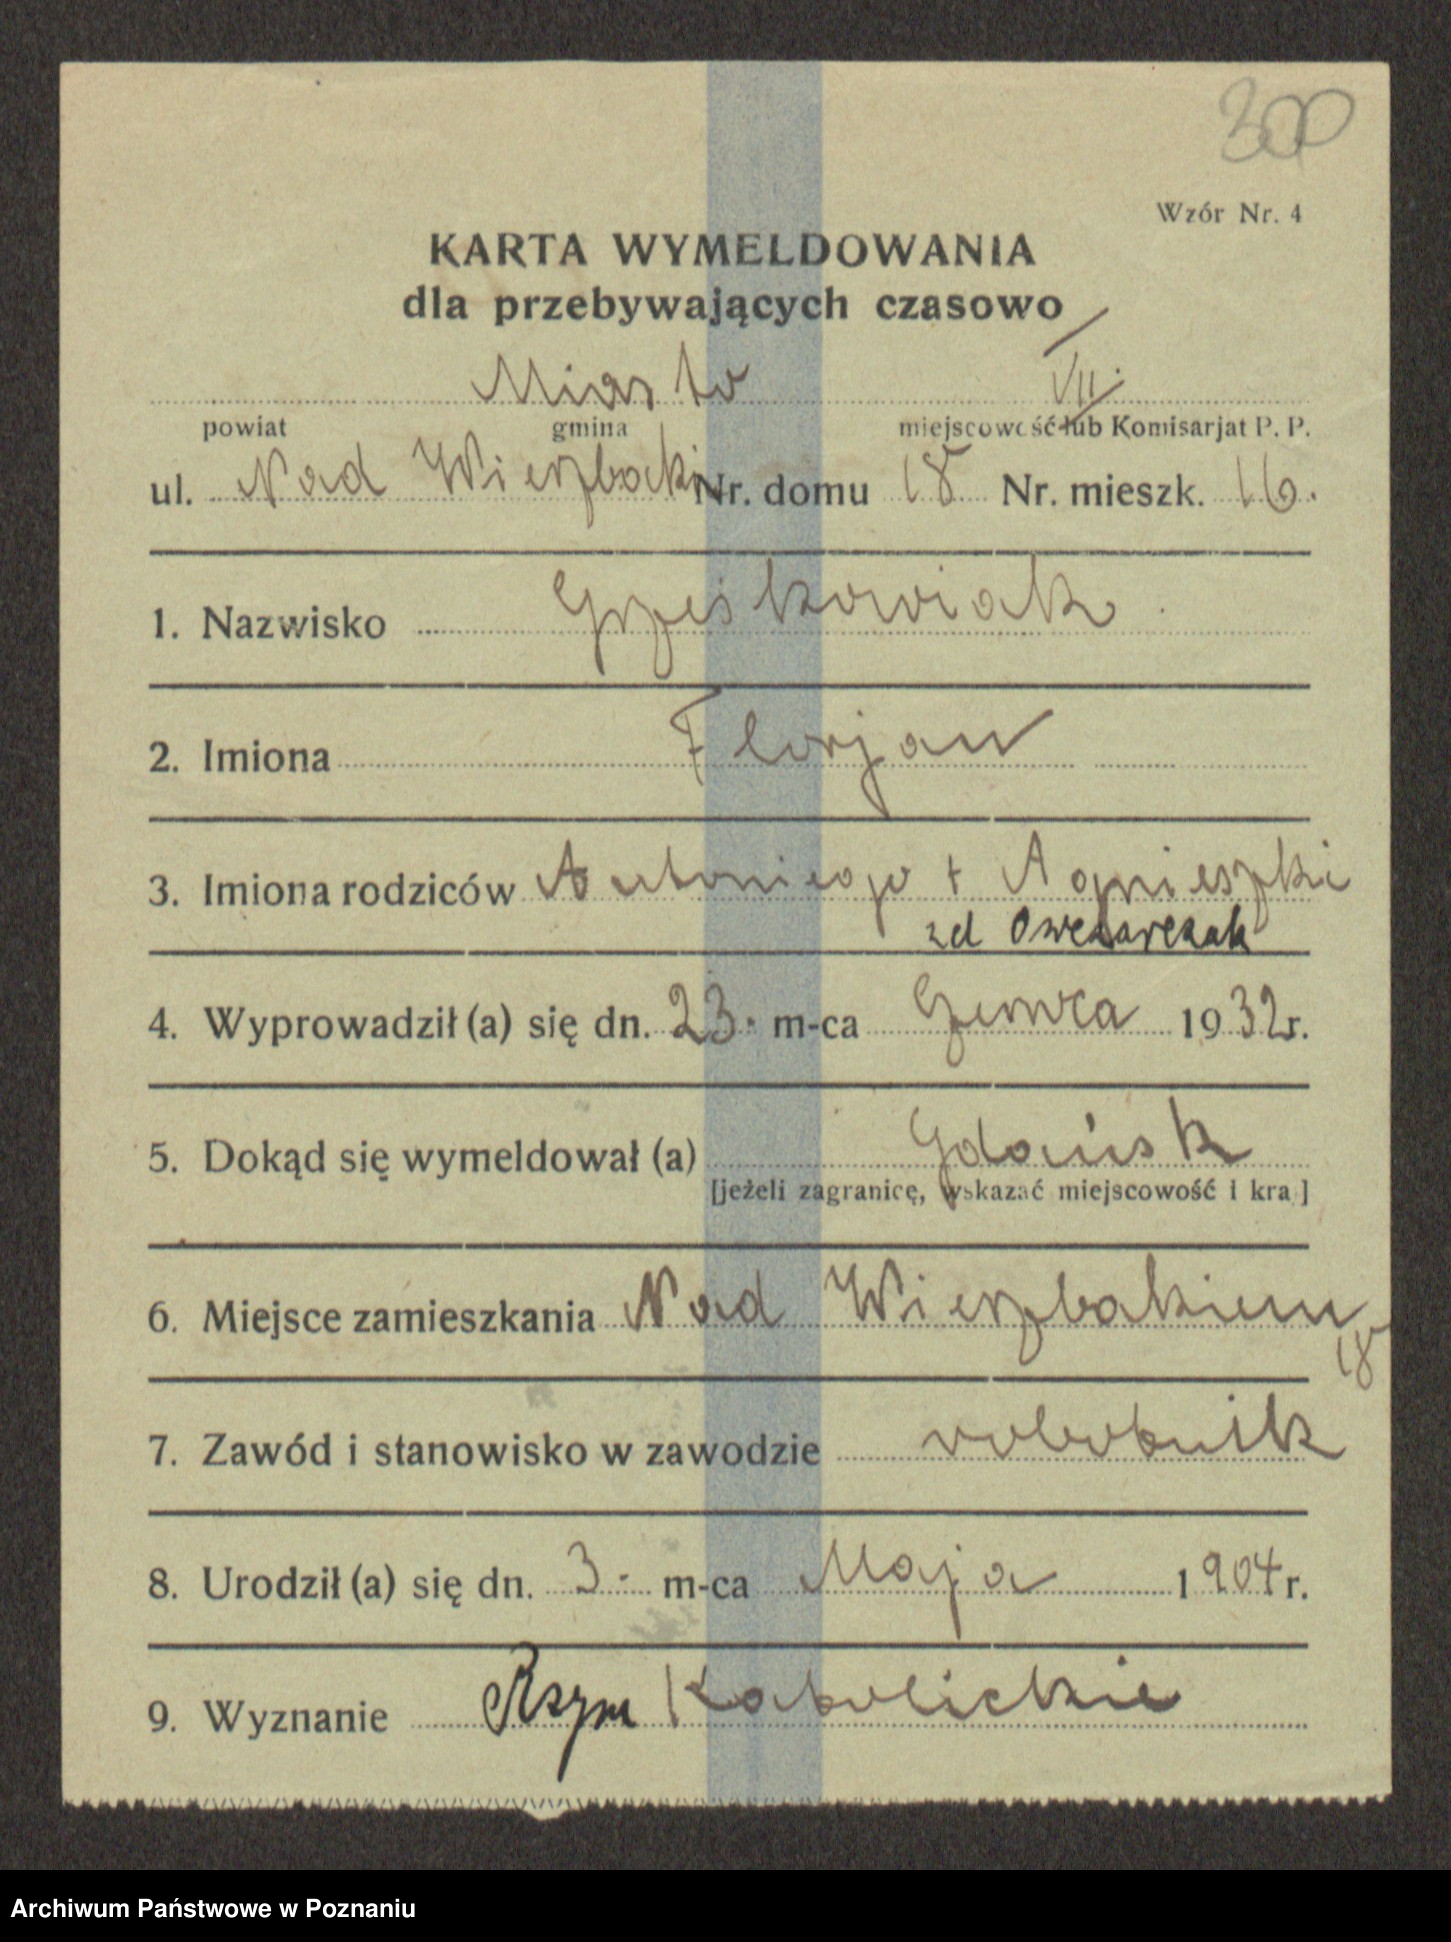 300
Wzór Nr. 4
KARTA WYMELDOWANIA
dla przebywających czasowo
Miasto VII.
powiat gmina miejscowość lub Komisarjat P. P.
ul. Nad Wierzbaki Nr. domu 18 Nr. mieszk. 16.
1. Nazwisko Grześkowiak
2. Imiona Florjan
3. Imiona rodziców Antoniego + Agnieszki
zd Owczarczak
4. Wyprowadził (a) się dn. 23. m-ca Czerwca 1932 r.
5. Dokąd się wymeldował (a) Gdańsk
[jeżeli zagranicę, wskazać miejscowość i kra ]
6. Miejsce zamieszkania Nad Wierzbakiem
18
7. Zawód i stanowisko w zawodzie robotnik
8. Urodził (a) się dn. 3. m-ca Maja 1904 r.
9. Wyznanie Rzym Katolickie
Archiwum Państwowe w Poznaniu